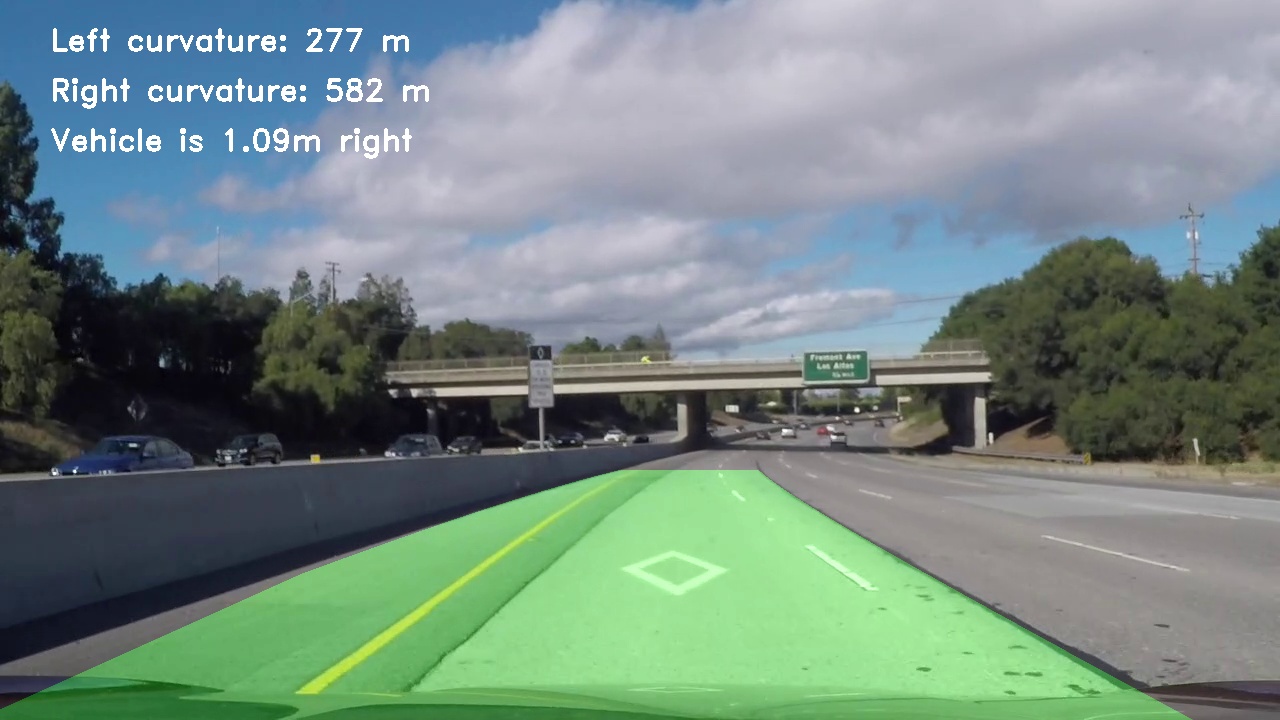 Left curvature: 277 m
Right curvature: 582 m
Vehicle is 1.09m right
Fremont Ave
Los Altos